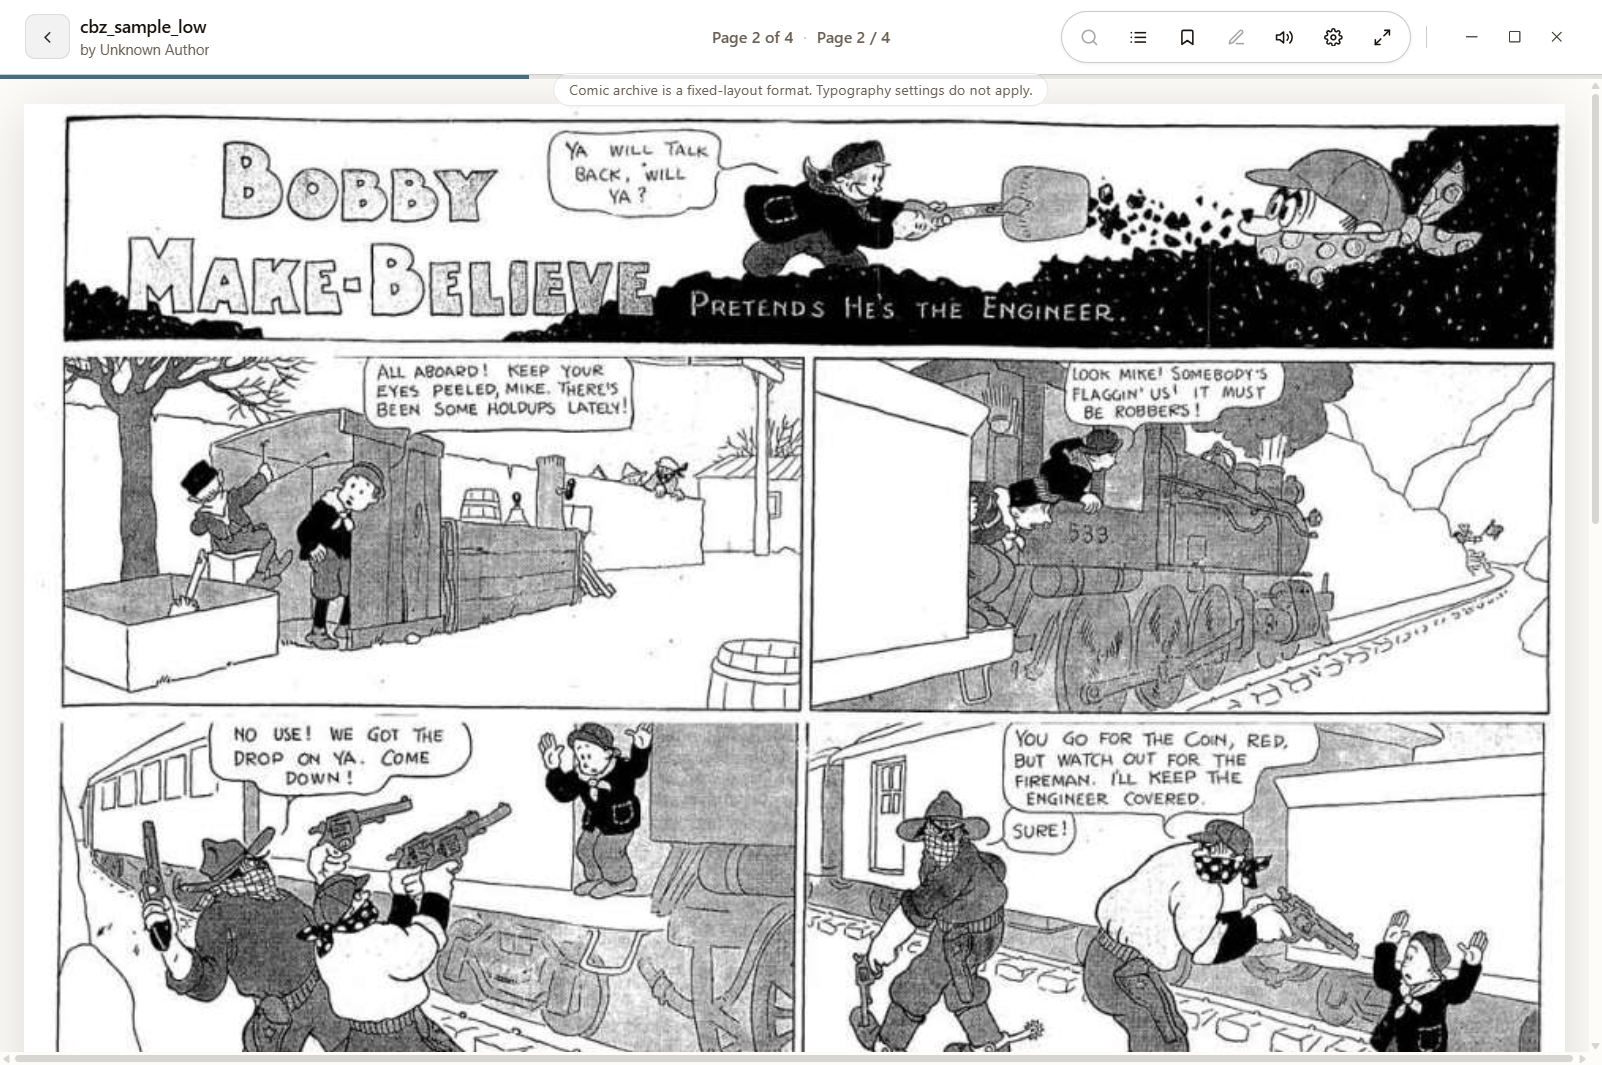 cbz_sample_low
by Unknown Author
Page 2 of 4 · Page 2 / 4
Comic archive is a fixed-layout format. Typography settings do not apply.
BOBBY
MAKE-BELIEVE
YA WILL TALK
BACK, WILL
YA?
PRETENDS HE'S THE ENGINEER.
ALL ABOARD! KEEP YOUR
EYES PEELED, MIKE. THERE'S
BEEN SOME HOLDUPS LATELY!
LOOK MIKE! SOMEBODY'S
FLAGGIN' US! IT MUST
BE ROBBERS!
533
NO USE! WE GOT THE
DROP ON YA. COME
DOWN!
YOU GO FOR THE COIN, RED,
BUT WATCH OUT FOR THE
FIREMAN. I'LL KEEP THE
ENGINEER COVERED.
SURE!